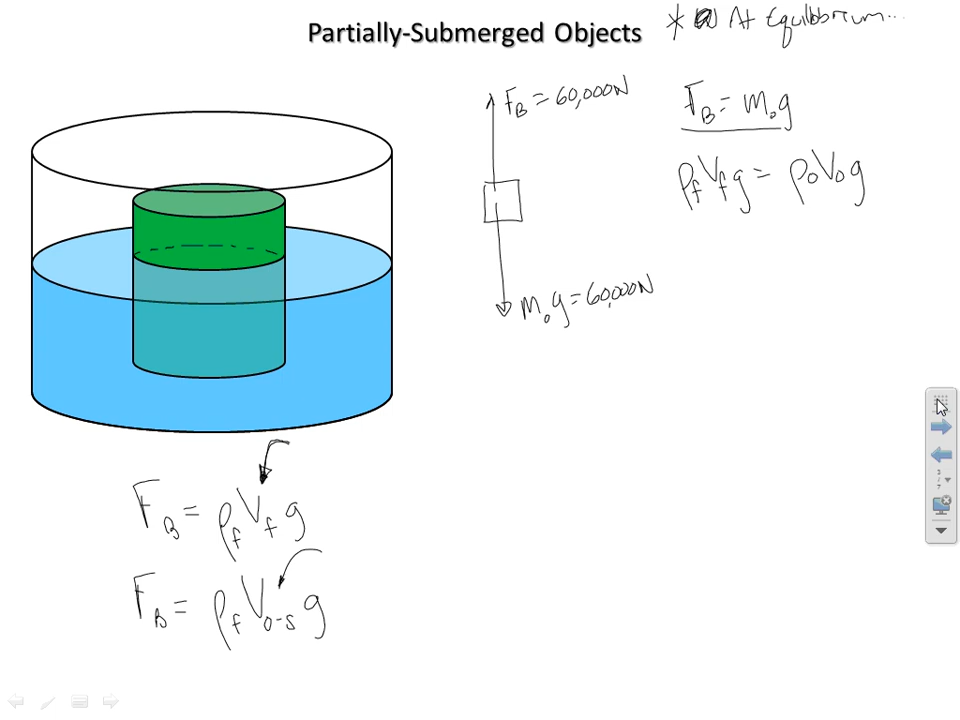 Partially-Submerged Objects
* At Equilibrium...
F_B = 60,000N
F_B = m_o g
ρ_f V_f g = ρ_o V_o g
m_o g = 60,000N
F_B = ρ_f V_f g
F_B = ρ_f V_o-s g